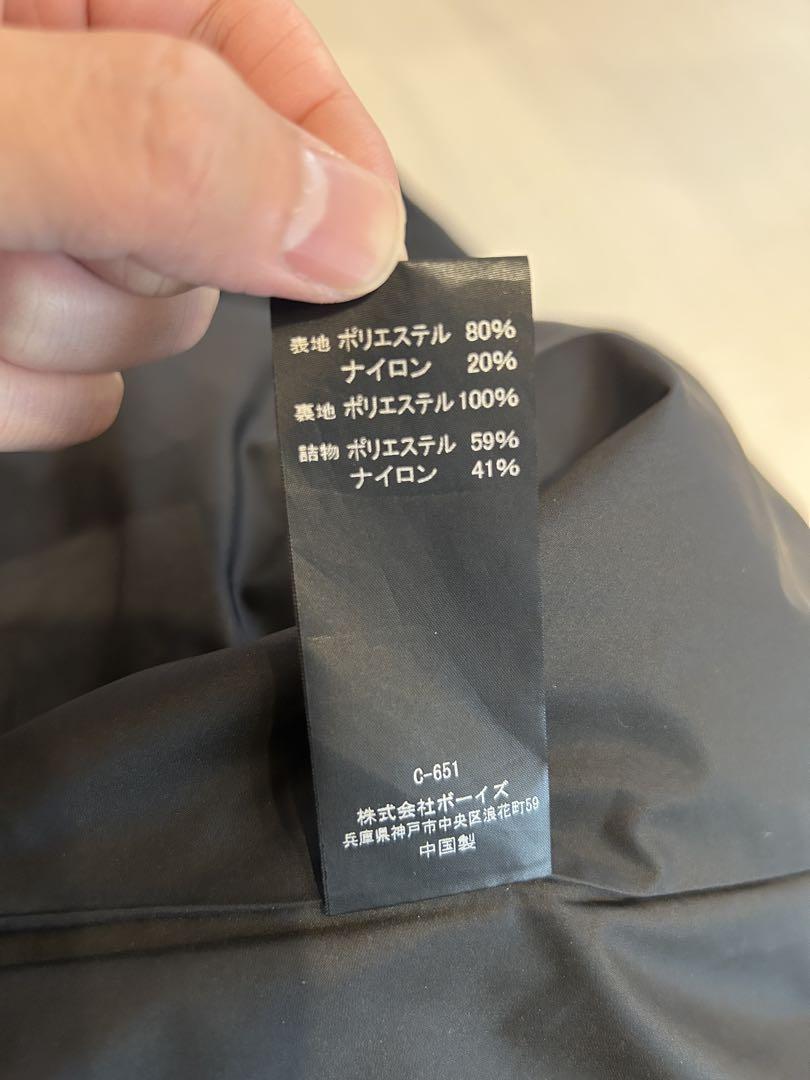 表地 ポリエステル 80%
ナイロン 20%
裏地 ポリエステル 100%
詰物 ポリエステル 59%
ナイロン 41%
C-651
株式会社ボーイズ
兵庫県神戸市中央区浪花町59
中国製